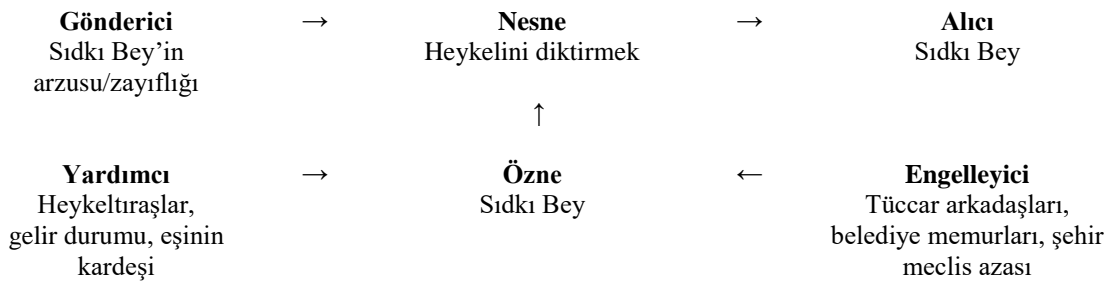 Gönderici → Nesne → Alıcı
Sıdkı Bey’in Heykelini diktirmek Sıdkı Bey
arzusu/zayıflığı
↑
Yardımcı → Özne ← Engelleyici
Heykeltıraşlar, Sıdkı Bey Tüccar arkadaşları,
gelir durumu, eşinin belediye memurları, şehir
kardeşi meclis azası